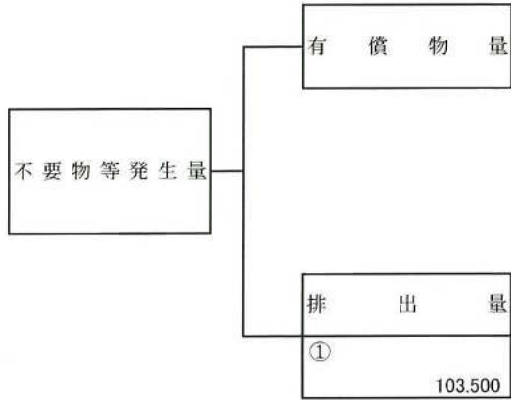 有償物量
不要物等発生量
排出量
①
103.500